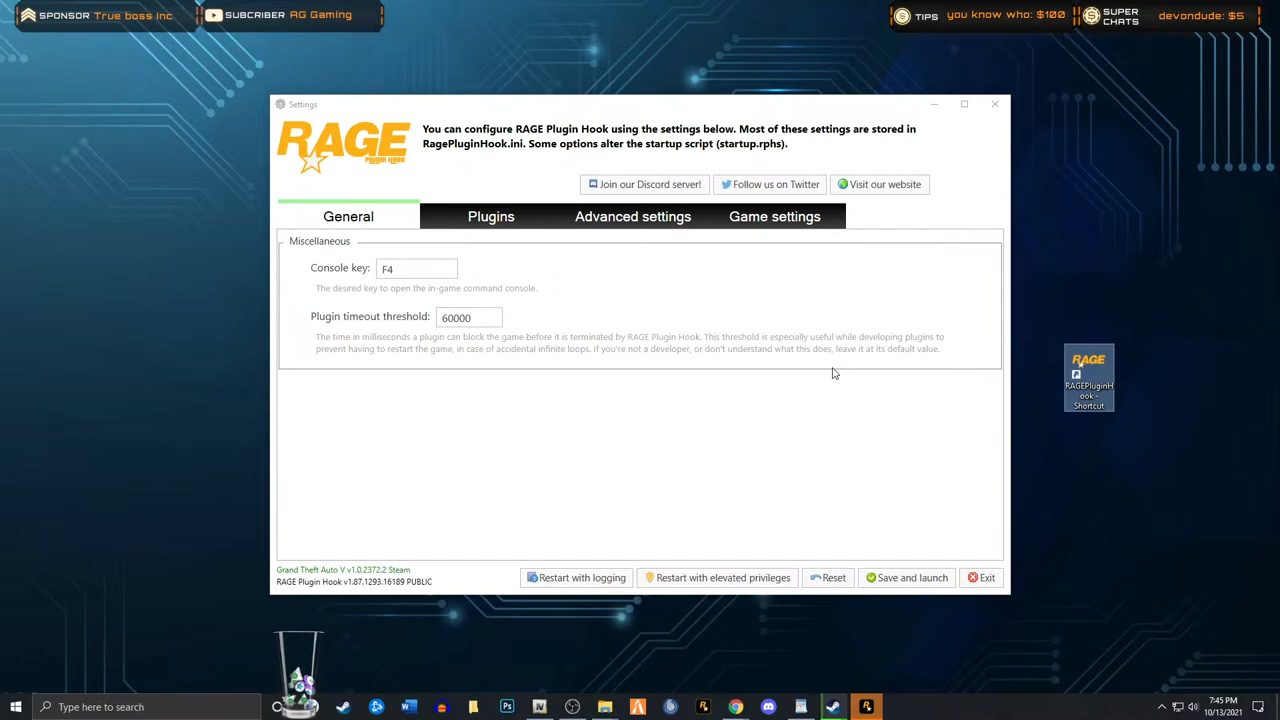 SPONSOR True boss Inc
SUBCRIBER AG Gaming
TIPS you know who: $100
SUPER CHATS devondude: $5
Settings
RAGE
PLUGIN HOOK
You can configure RAGE Plugin Hook using the settings below. Most of these settings are stored in
RagePluginHook.ini. Some options alter the startup script (startup.rphs).
Join our Discord server!
Follow us on Twitter
Visit our website
General
Plugins
Advanced settings
Game settings
Miscellaneous
Console key: F4
The desired key to open the in-game command console.
Plugin timeout threshold: 60000
The time in milliseconds a plugin can block the game before it is terminated by RAGE Plugin Hook. This threshold is especially useful while developing plugins to
prevent having to restart the game, in case of accidental infinite loops. If you're not a developer, or don't understand what this does, leave it at its default value.
RAGE
RAGEPluginH
ook -
Shortcut
Grand Theft Auto V v1.0.2372.2 Steam
RAGE Plugin Hook v1.87.1293.16189 PUBLIC
Restart with logging
Restart with elevated privileges
Reset
Save and launch
Exit
Type here to search
7:45 PM
10/13/2021